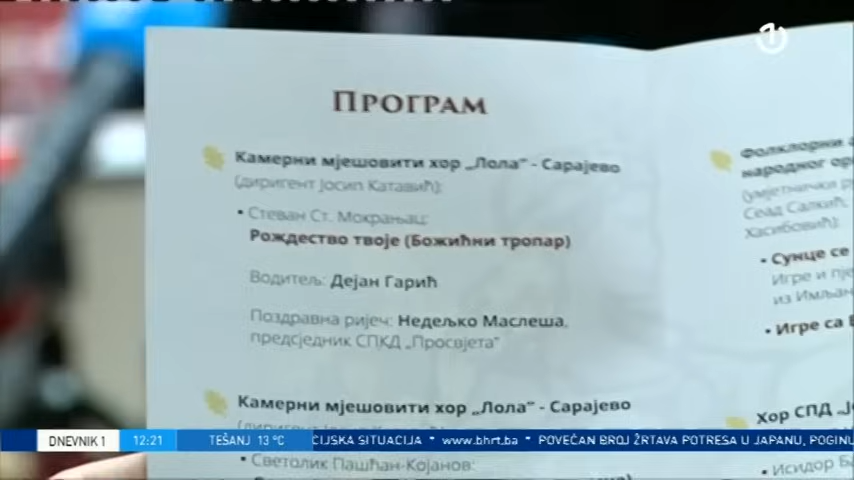 Програм
Камерни мјешовити хор „Лола“ - Сарајево
(диригент Јосип Катавић):
• Стеван Ст. Мокрањац:
Рождество твоје (Божићни тропар)
Водитељ: Дејан Гарић
Поздравна ријеч: Недељко Маслеша,
предсједник СПКД „Просвјета“
Камерни мјешовити хор „Лола“ - Сарајево
• Светолик Пашћан-Којанов:
Фолклорни
народног
(умјетнички
Сеад Салкић,
Хасибовић):
• Сунце се
Игре и
из
• Игре са
Хор СПД
• Исидор
DNEVNIK 1 12:21 TEŠANJ 13 °C CIJSKA SITUACIJA * www.bhrt.ba * POVEĆAN BROJ ŽRTAVA POTRESA U JAPANU, POGINU